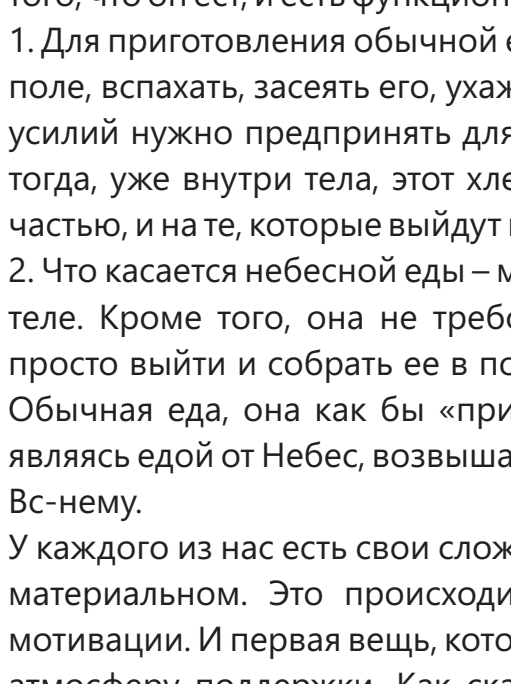 того, что он ест, и есть функцион
1. Для приготовления обычной е
поле, вспахать, засеять его, ухаж
усилий нужно предпринять для
тогда, уже внутри тела, этот хле
частью, и на те, которые выйдут
2. Что касается небесной еды – м
теле. Кроме того, она не требо
просто выйти и собрать ее в по
Обычная еда, она как бы «при
являясь едой от Небес, возвыша
Вс-нему.
У каждого из нас есть свои слож
материальном. Это происходи
мотивации. И первая вещь, кото
атмосферу поддержки. Как ска